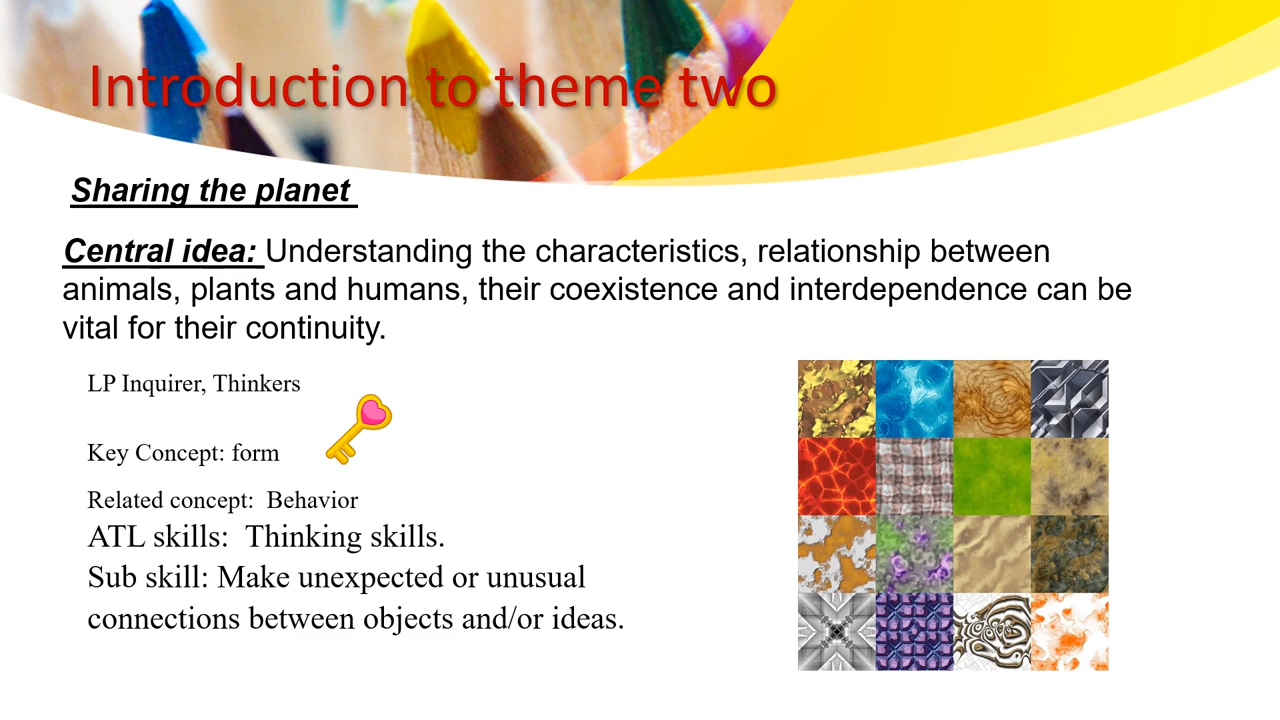 Introduction to theme two
Sharing the planet
Central idea: Understanding the characteristics, relationship between
animals, plants and humans, their coexistence and interdependence can be
vital for their continuity.
LP Inquirer, Thinkers
Key Concept: form
Related concept:  Behavior
ATL skills:  Thinking skills.
Sub skill: Make unexpected or unusual
connections between objects and/or ideas.